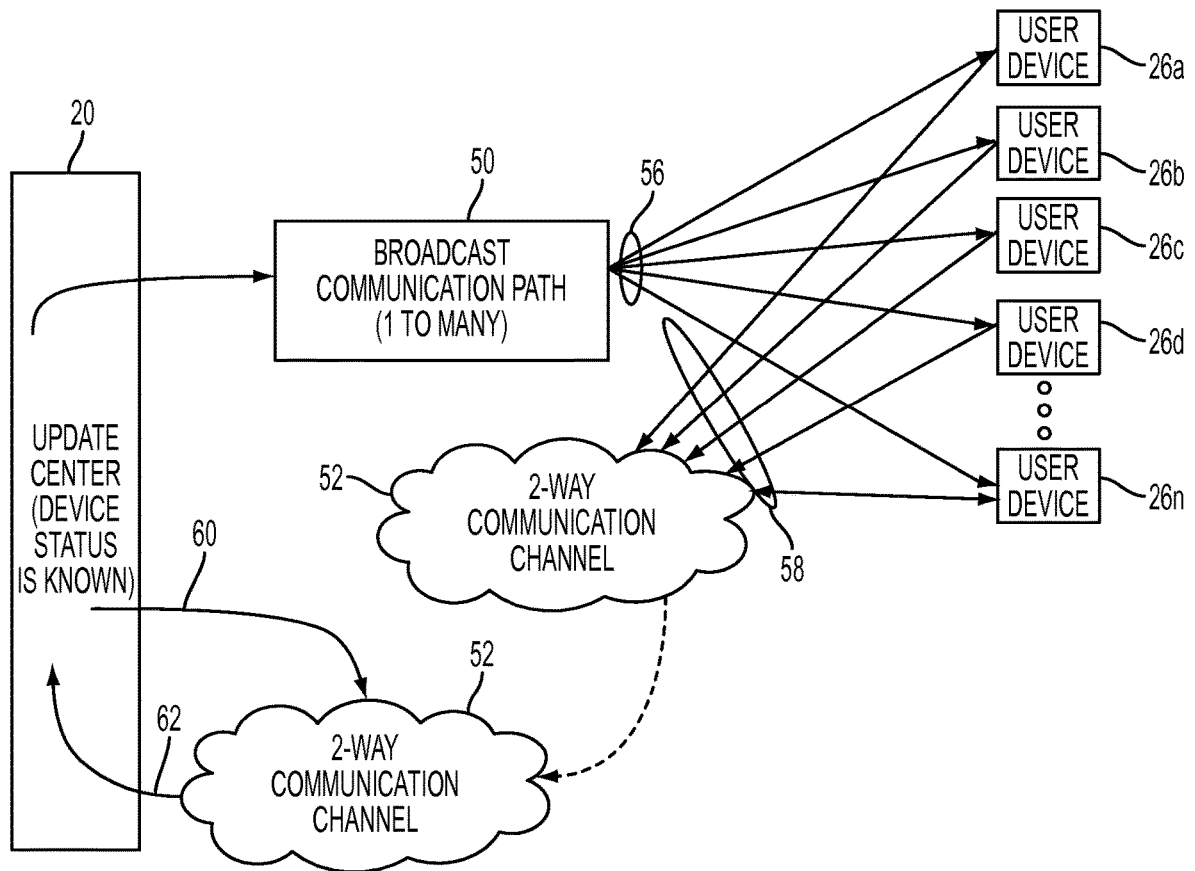 USER
DEVICE
26a
USER
DEVICE
26b
USER
DEVICE
26c
USER
DEVICE
26d
USER
DEVICE
26n
20
50
56
BROADCAST
COMMUNICATION PATH
(1 TO MANY)
UPDATE
CENTER
(DEVICE
STATUS
IS KNOWN)
52
2-WAY
COMMUNICATION
CHANNEL
58
60
52
62
2-WAY
COMMUNICATION
CHANNEL